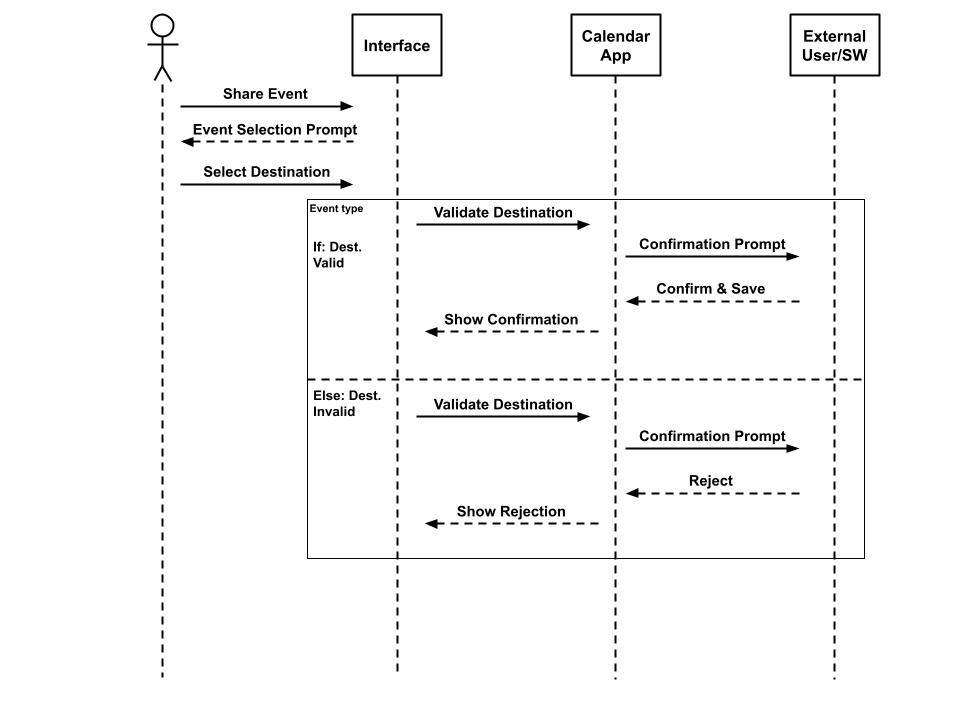 Interface
Calendar
App
External
User/SW
Share Event
Event Selection Prompt
Select Destination
Event type
Validate Destination
If: Dest.
Valid
Confirmation Prompt
Confirm & Save
Show Confirmation
Else: Dest.
Invalid
Validate Destination
Confirmation Prompt
Reject
Show Rejection